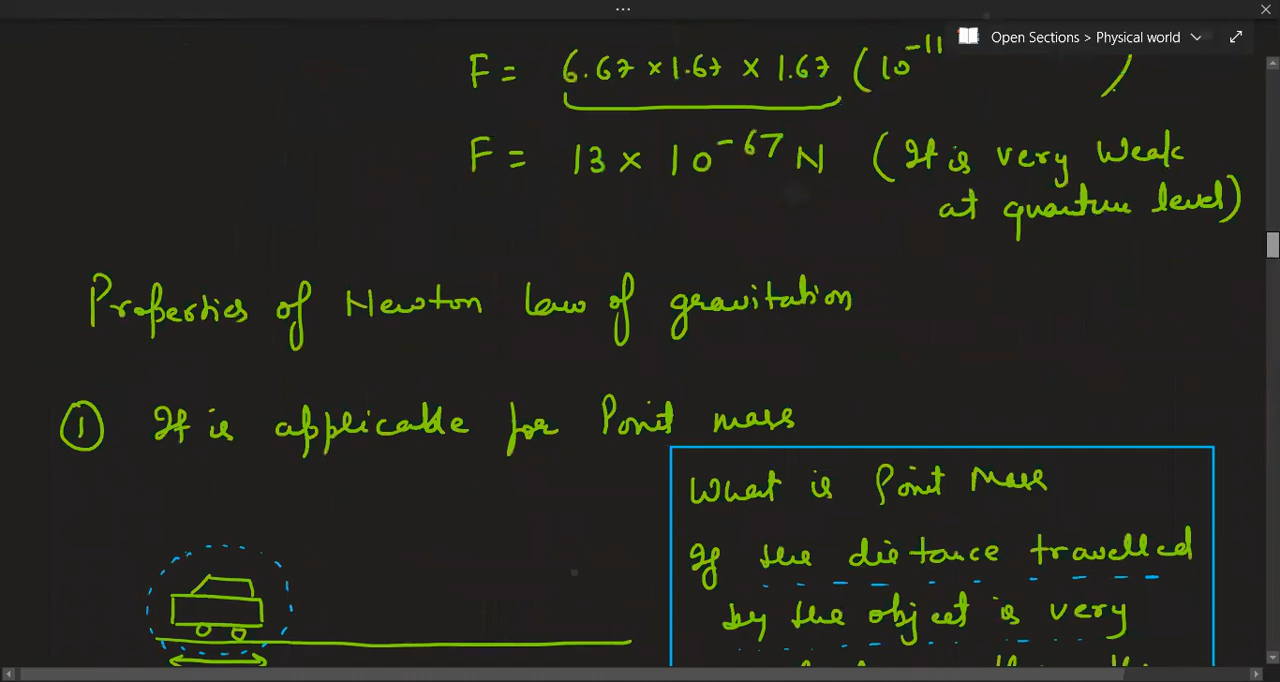 Open Sections > Physical world
F = 6.67 × 1.67 × 1.67 (10⁻¹¹ )
F = 13 × 10⁻⁶⁷ N (It is very weak
at quantum level)
Properties of Newton law of gravitation
① It is applicable for Point mass
What is Point Mass
If the distance travelled
by the object is very